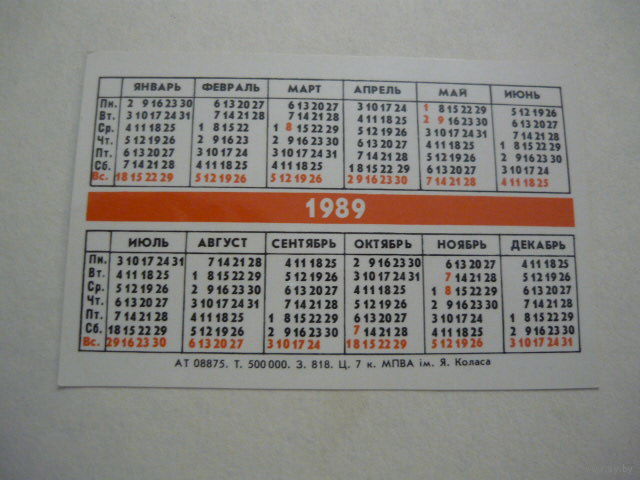 ЯНВАРЬ ФЕВРАЛЬ МАРТ АПРЕЛЬ МАЙ ИЮНЬ
Пн. 2 9 16 23 30 6 13 20 27 6 13 20 27 3 10 17 24 1 8 15 22 29 5 12 19 26
Вт. 3 10 17 24 31 7 14 21 28 7 14 21 28 4 11 18 25 2 9 16 23 30 6 13 20 27
Ср. 4 11 18 25 1 8 15 22 1 8 15 22 29 5 12 19 26 3 10 17 24 31 7 14 21 28
Чт. 5 12 19 26 2 9 16 23 2 9 16 23 30 6 13 20 27 4 11 18 25 1 8 15 22 29
Пт. 6 13 20 27 3 10 17 24 3 10 17 24 31 7 14 21 28 5 12 19 26 2 9 16 23 30
Сб. 7 14 21 28 4 11 18 25 4 11 18 25 1 8 15 22 29 6 13 20 27 3 10 17 24
Вс. 1 8 15 22 29 5 12 19 26 5 12 19 26 2 9 16 23 30 7 14 21 28 4 11 18 25
1989
ИЮЛЬ АВГУСТ СЕНТЯБРЬ ОКТЯБРЬ НОЯБРЬ ДЕКАБРЬ
Пн. 3 10 17 24 31 7 14 21 28 4 11 18 25 2 9 16 23 30 6 13 20 27 4 11 18 25
Вт. 4 11 18 25 1 8 15 22 29 5 12 19 26 3 10 17 24 31 7 14 21 28 5 12 19 26
Ср. 5 12 19 26 2 9 16 23 30 6 13 20 27 4 11 18 25 1 8 15 22 29 6 13 20 27
Чт. 6 13 20 27 3 10 17 24 31 7 14 21 28 5 12 19 26 2 9 16 23 30 7 14 21 28
Пт. 7 14 21 28 4 11 18 25 1 8 15 22 29 6 13 20 27 3 10 17 24 1 8 15 22 29
Сб. 1 8 15 22 29 5 12 19 26 2 9 16 23 30 7 14 21 28 4 11 18 25 2 9 16 23 30
Вс. 2 9 16 23 30 6 13 20 27 3 10 17 24 1 8 15 22 29 5 12 19 26 3 10 17 24 31
АТ 08875. Т. 500 000. З. 818. Ц. 7 к. МПВА ім. Я. Коласа